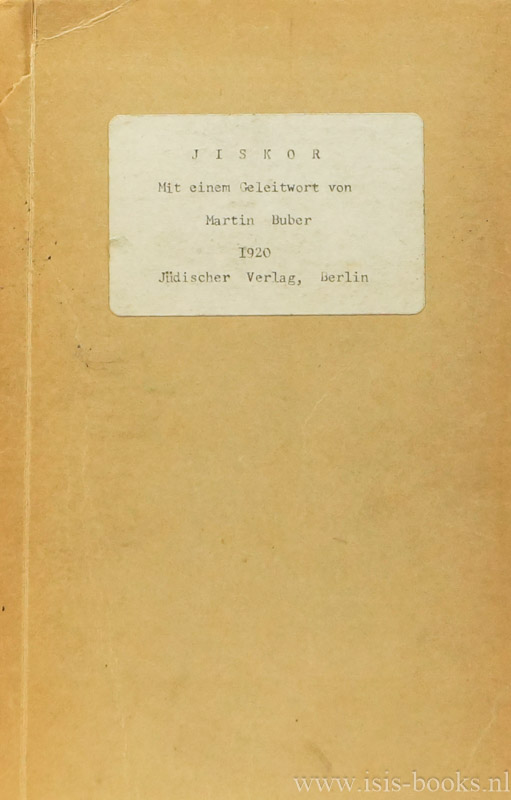 J I S K O R
Mit einem Geleitwort von
Martin Buber
1920
Jüdischer Verlag, Berlin
www.isis-books.nl